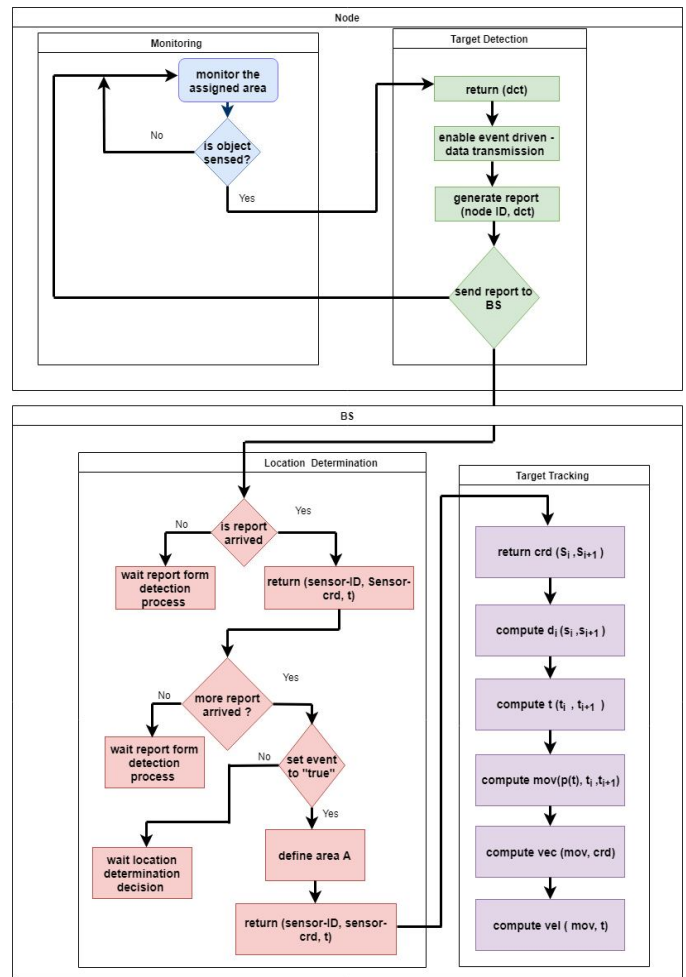 Node
Monitoring
Target Detection
monitor the
assigned area
No
is object
sensed?
Yes
return (dct)
enable event driven -
data transmission
generate report
(node ID, dct)
send report to
BS
BS
Location Determination
No
is report
arrived
Yes
wait report form
detection
process
return (sensor-ID, Sensor-
crd, t)
No
more report
arrived ?
Yes
wait report form
detection
process
No
set event
to "true"
Yes
wait location
determination
decision
define area A
return (sensor-ID, sensor-
crd, t)
Target Tracking
return crd (Si ,Si+1 )
compute di (si ,si+1)
compute t (ti , ti+1 )
compute mov(p(t), ti ,ti+1)
compute vec (mov, crd)
compute vel ( mov, t)